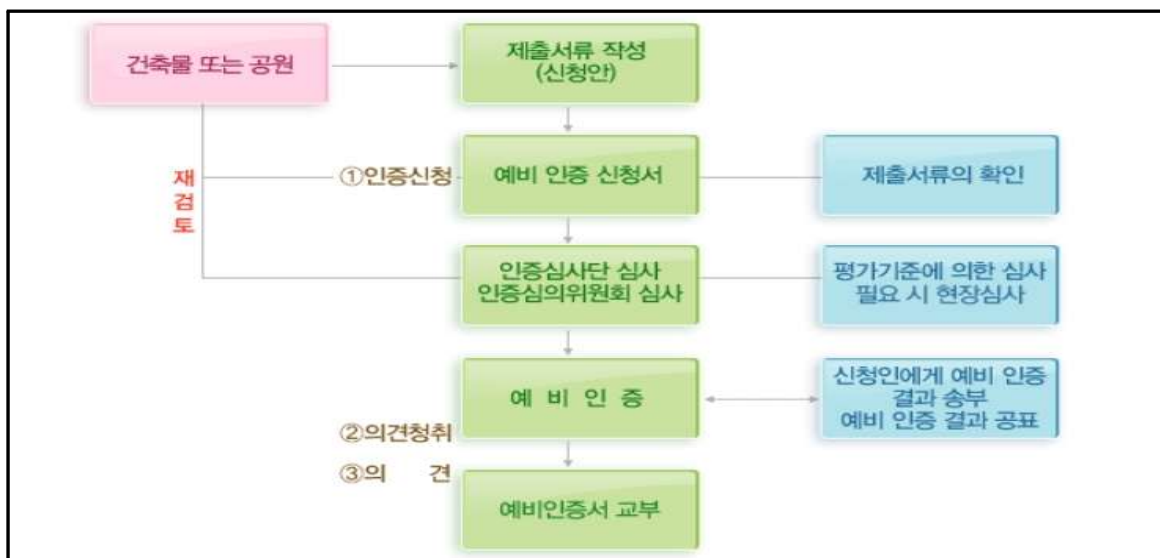 건축물 또는 공원
제출서류 작성
(신청안)
재
검
토
①인증신청
예비 인증 신청서
제출서류의 확인
인증심사단 심사
인증심의위원회 심사
평가기준에 의한 심사
필요 시 현장심사
예 비 인 증
신청인에게 예비 인증
결과 송부
예비 인증 결과 공표
②의견청취
③의 견
예비인증서 교부